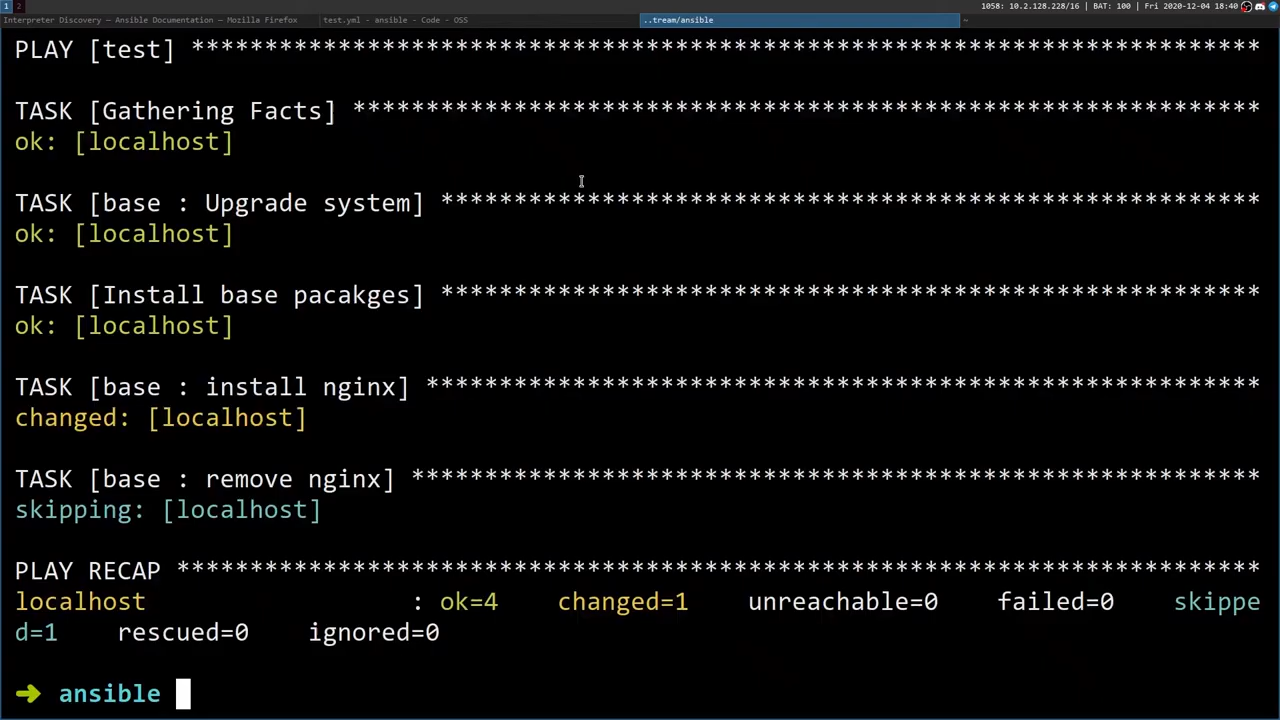 1 2 1058: 10.2.128.228/16 | BAT: 100 | Fri 2020-12-04 18:40
Interpreter Discovery — Ansible Documentation — Mozilla Firefox test.yml - ansible - Code - OSS ..tream/ansible ~
PLAY [test] *************************************************************************
TASK [Gathering Facts] **************************************************************
ok: [localhost]
TASK [base : Upgrade system] ********************************************************
ok: [localhost]
TASK [Install base pacakges] ********************************************************
ok: [localhost]
TASK [base : install nginx] *********************************************************
changed: [localhost]
TASK [base : remove nginx] **********************************************************
skipping: [localhost]
PLAY RECAP **************************************************************************
localhost : ok=4 changed=1 unreachable=0 failed=0 skippe
d=1 rescued=0 ignored=0
➜ ansible